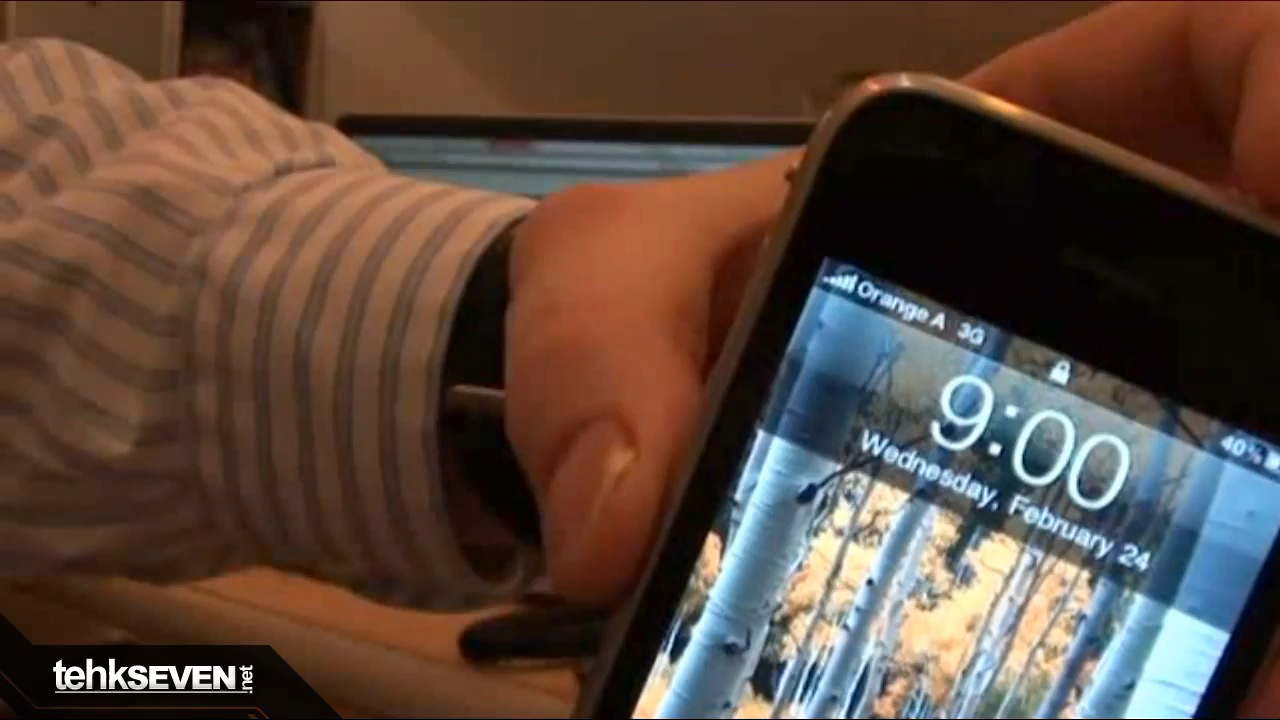 Orange A 3G
40%
9:00
Wednesday, February 24
tehkSEVEN.net